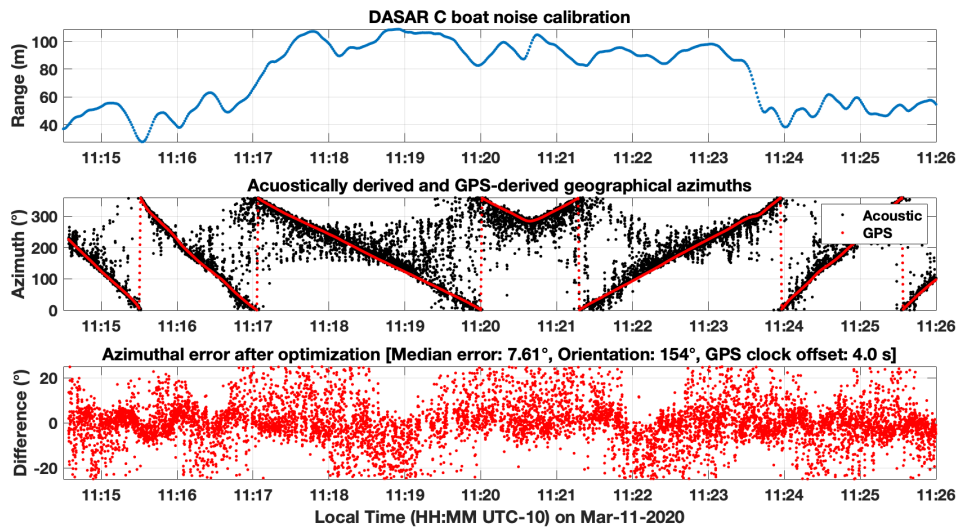 DASAR C boat noise calibration
Range (m)
100
80
60
40
11:15 11:16 11:17 11:18 11:19 11:20 11:21 11:22 11:23 11:24 11:25 11:26
Acuostically derived and GPS-derived geographical azimuths
Azimuth (°)
300
200
100
0
Acoustic
GPS
11:15 11:16 11:17 11:18 11:19 11:20 11:21 11:22 11:23 11:24 11:25 11:26
Azimuthal error after optimization [Median error: 7.61°, Orientation: 154°, GPS clock offset: 4.0 s]
Difference (°)
20
0
-20
11:15 11:16 11:17 11:18 11:19 11:20 11:21 11:22 11:23 11:24 11:25 11:26
Local Time (HH:MM UTC-10) on Mar-11-2020